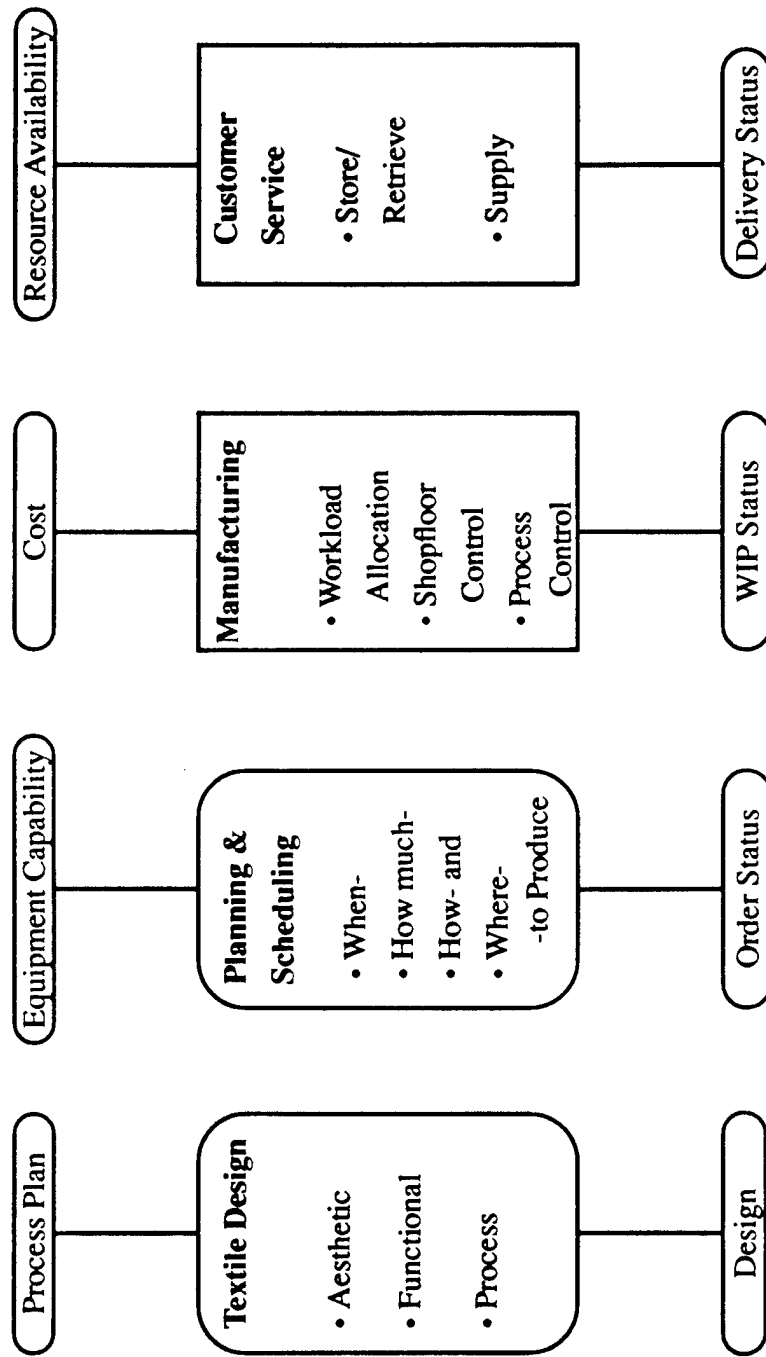 Process Plan
Equipment Capability
Cost
Resource Availability
Textile Design
• Aesthetic
• Functional
• Process
Planning &
Scheduling
• When-
• How much-
• How- and
• Where-
-to Produce
Manufacturing
• Workload
Allocation
• Shopfloor
Control
• Process
Control
Customer
Service
• Store/
Retrieve
• Supply
Design
Order Status
WIP Status
Delivery Status